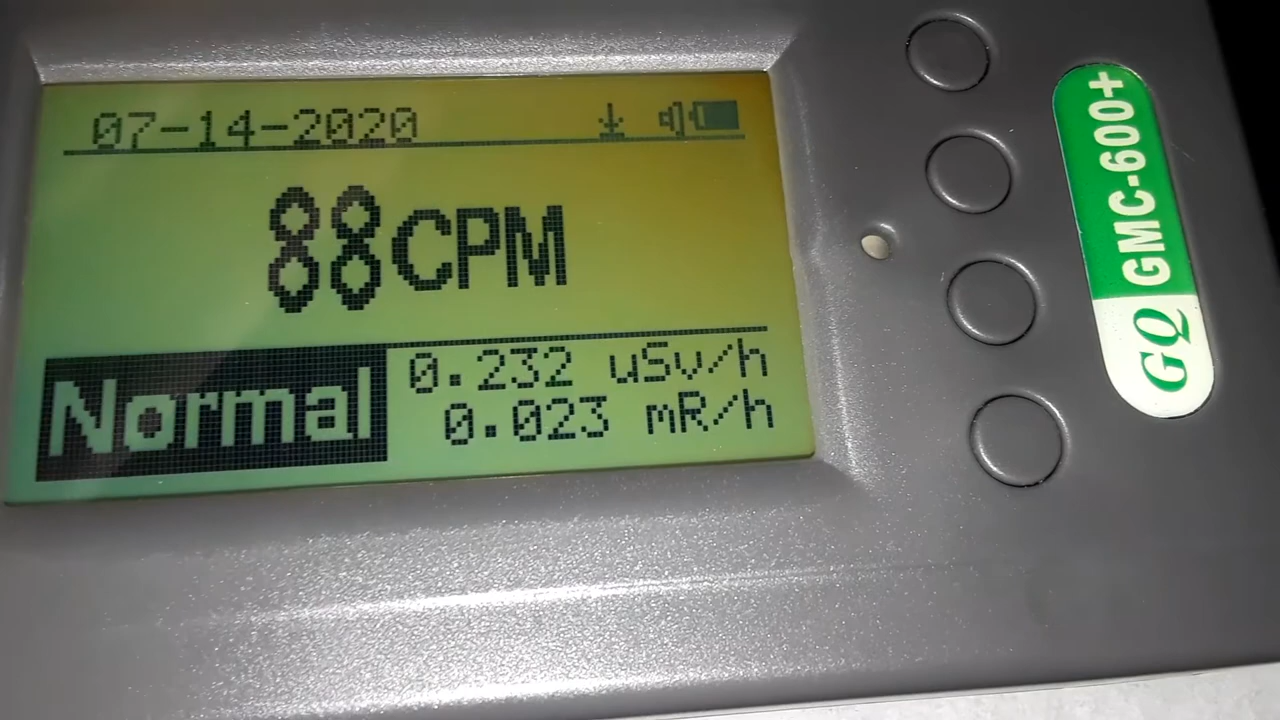 07-14-2020
88CPM
Normal
0.232 uSv/h
0.023 mR/h
GQ GMC-600+